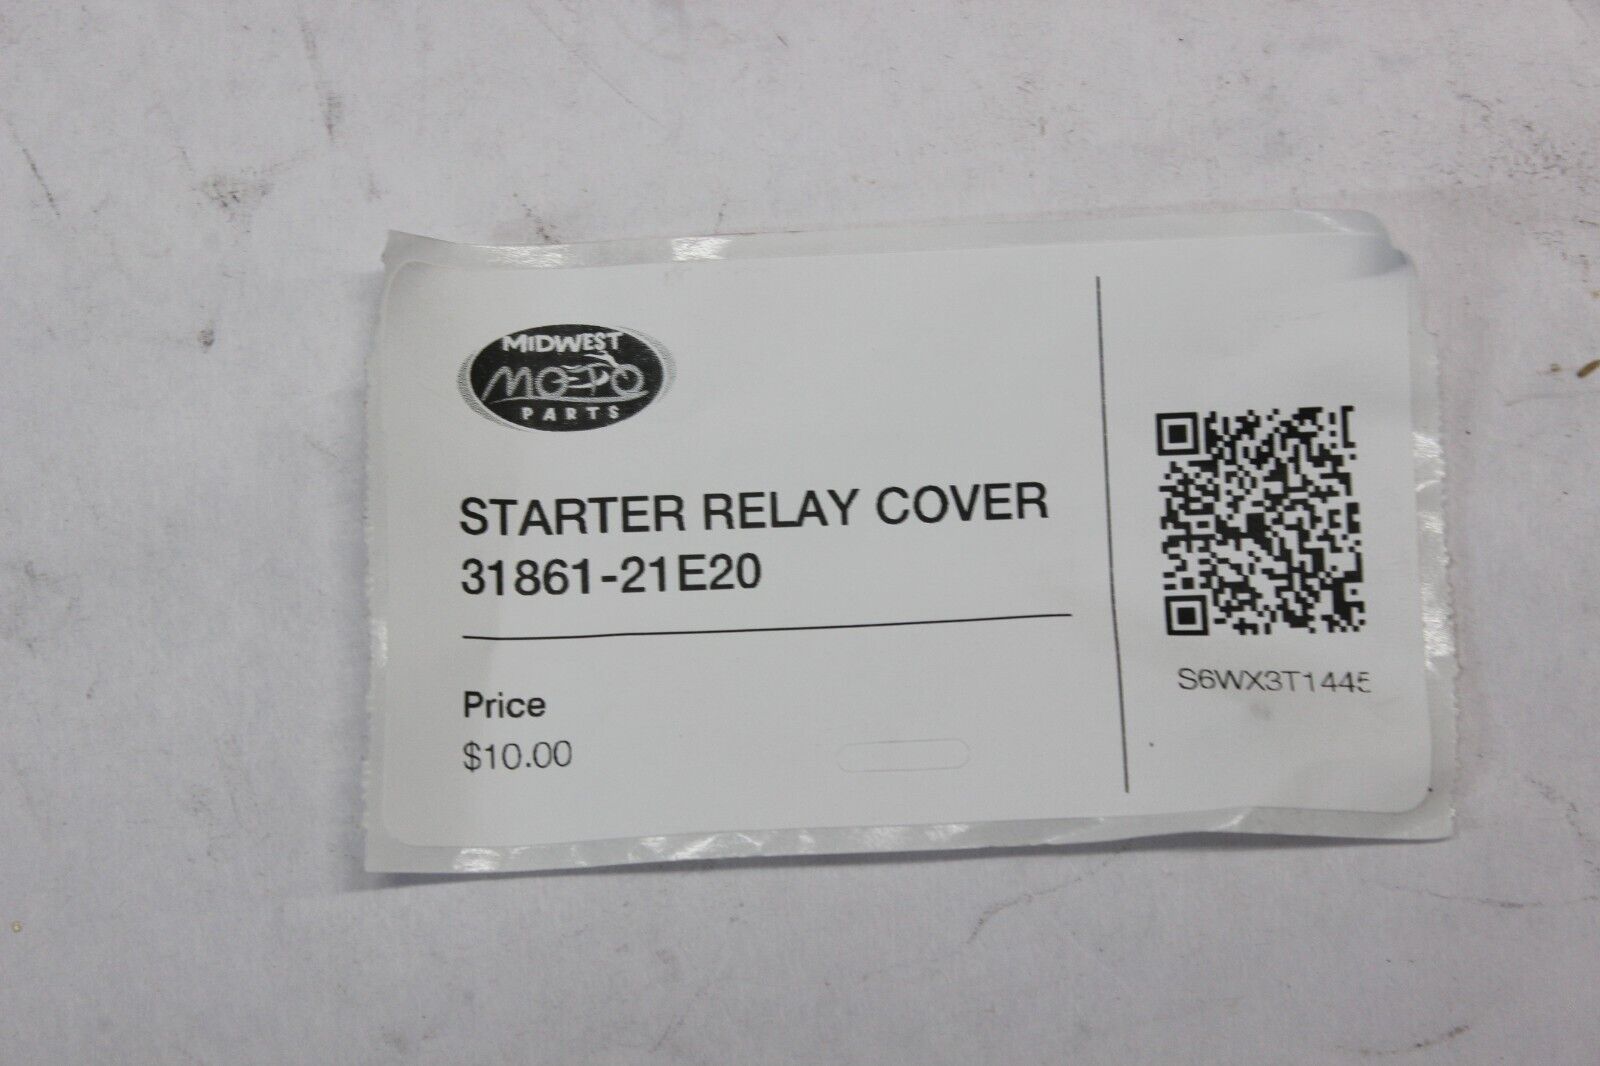 MIDWEST
MOTO
PARTS
STARTER RELAY COVER
31861-21E20
Price
$10.00
S6WX3T1445